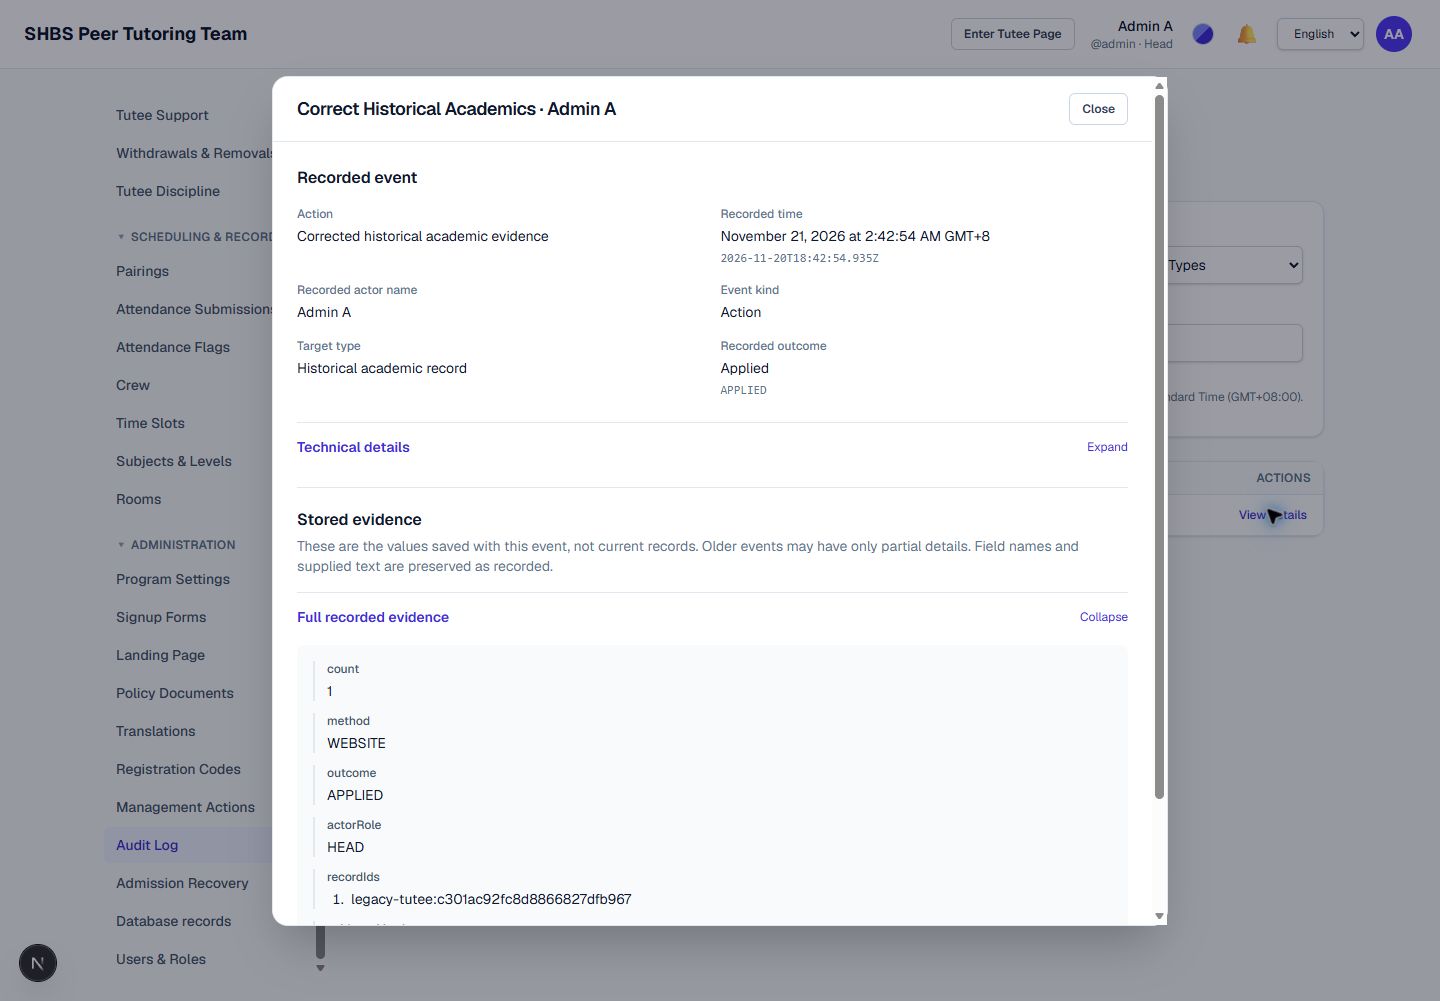 SHBS Peer Tutoring Team
Enter Tutee Page
Admin A
@admin · Head
English
AA
Tutee Support
Withdrawals & Removals
Tutee Discipline
SCHEDULING & RECORD
Pairings
Attendance Submissions
Attendance Flags
Crew
Time Slots
Subjects & Levels
Rooms
ADMINISTRATION
Program Settings
Signup Forms
Landing Page
Policy Documents
Translations
Registration Codes
Management Actions
Audit Log
Admission Recovery
Database records
Users & Roles
N
Correct Historical Academics · Admin A
Close
Recorded event
Action
Corrected historical academic evidence
Recorded time
November 21, 2026 at 2:42:54 AM GMT+8
2026-11-20T18:42:54.935Z
Recorded actor name
Admin A
Event kind
Action
Target type
Historical academic record
Recorded outcome
Applied
APPLIED
Technical details
Expand
Stored evidence
These are the values saved with this event, not current records. Older events may have only partial details. Field names and
supplied text are preserved as recorded.
Full recorded evidence
Collapse
count
1
method
WEBSITE
outcome
APPLIED
actorRole
HEAD
recordIds
1. legacy-tutee:c301ac92fc8d8866827dfb967
Types
ndard Time (GMT+08:00).
ACTIONS
View tails